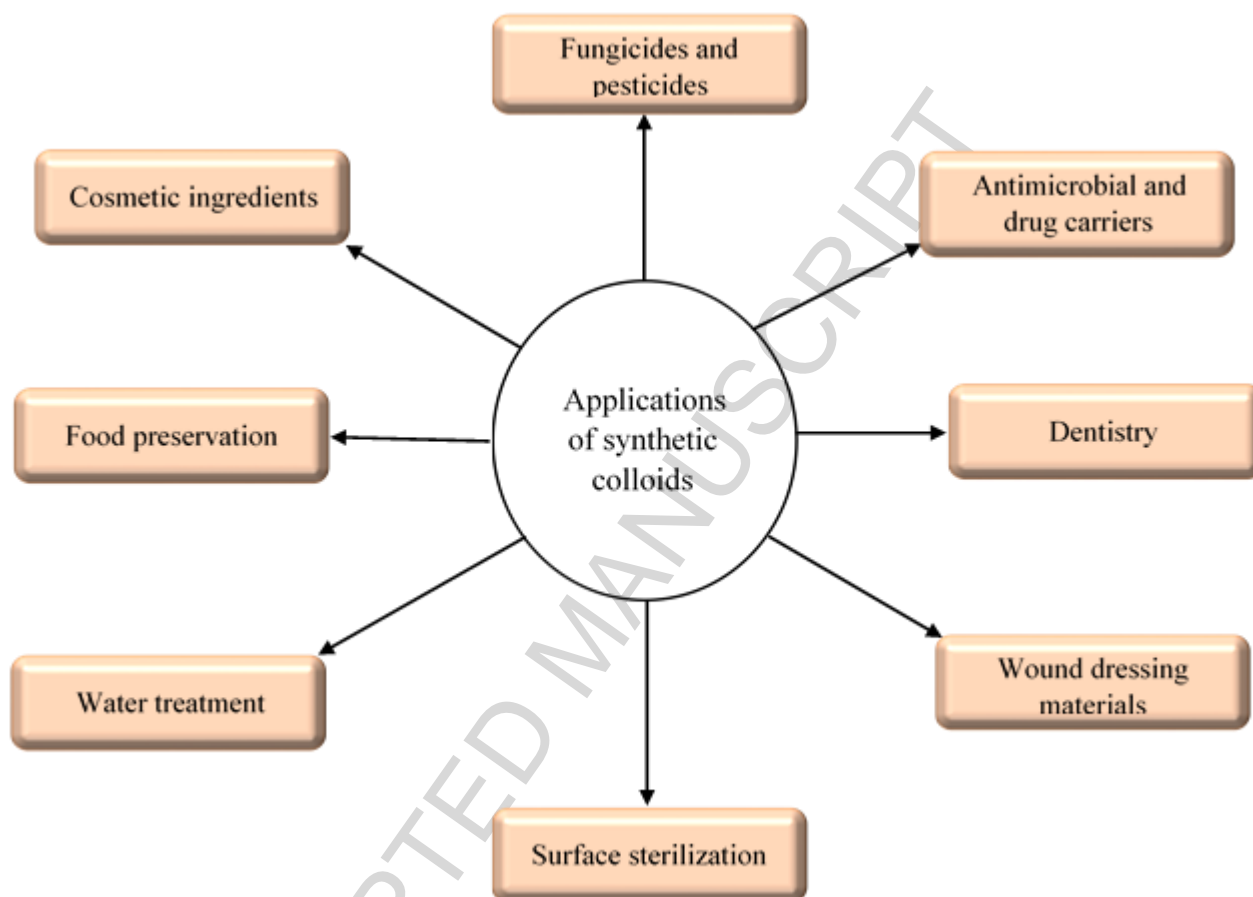 Fungicides and
pesticides
Cosmetic ingredients
Antimicrobial and
drug carriers
Applications
of synthetic
colloids
Food preservation
Dentistry
Water treatment
Wound dressing
materials
Surface sterilization
PTED MANUSCRIPT